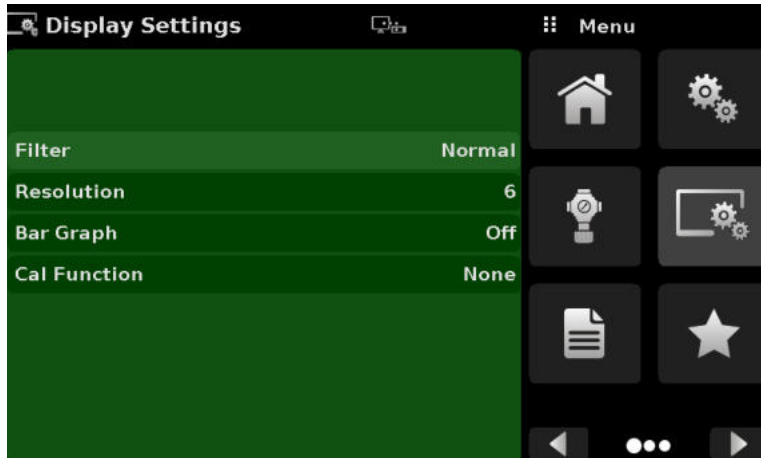 Display Settings
Menu
Filter Normal
Resolution 6
Bar Graph Off
Cal Function None